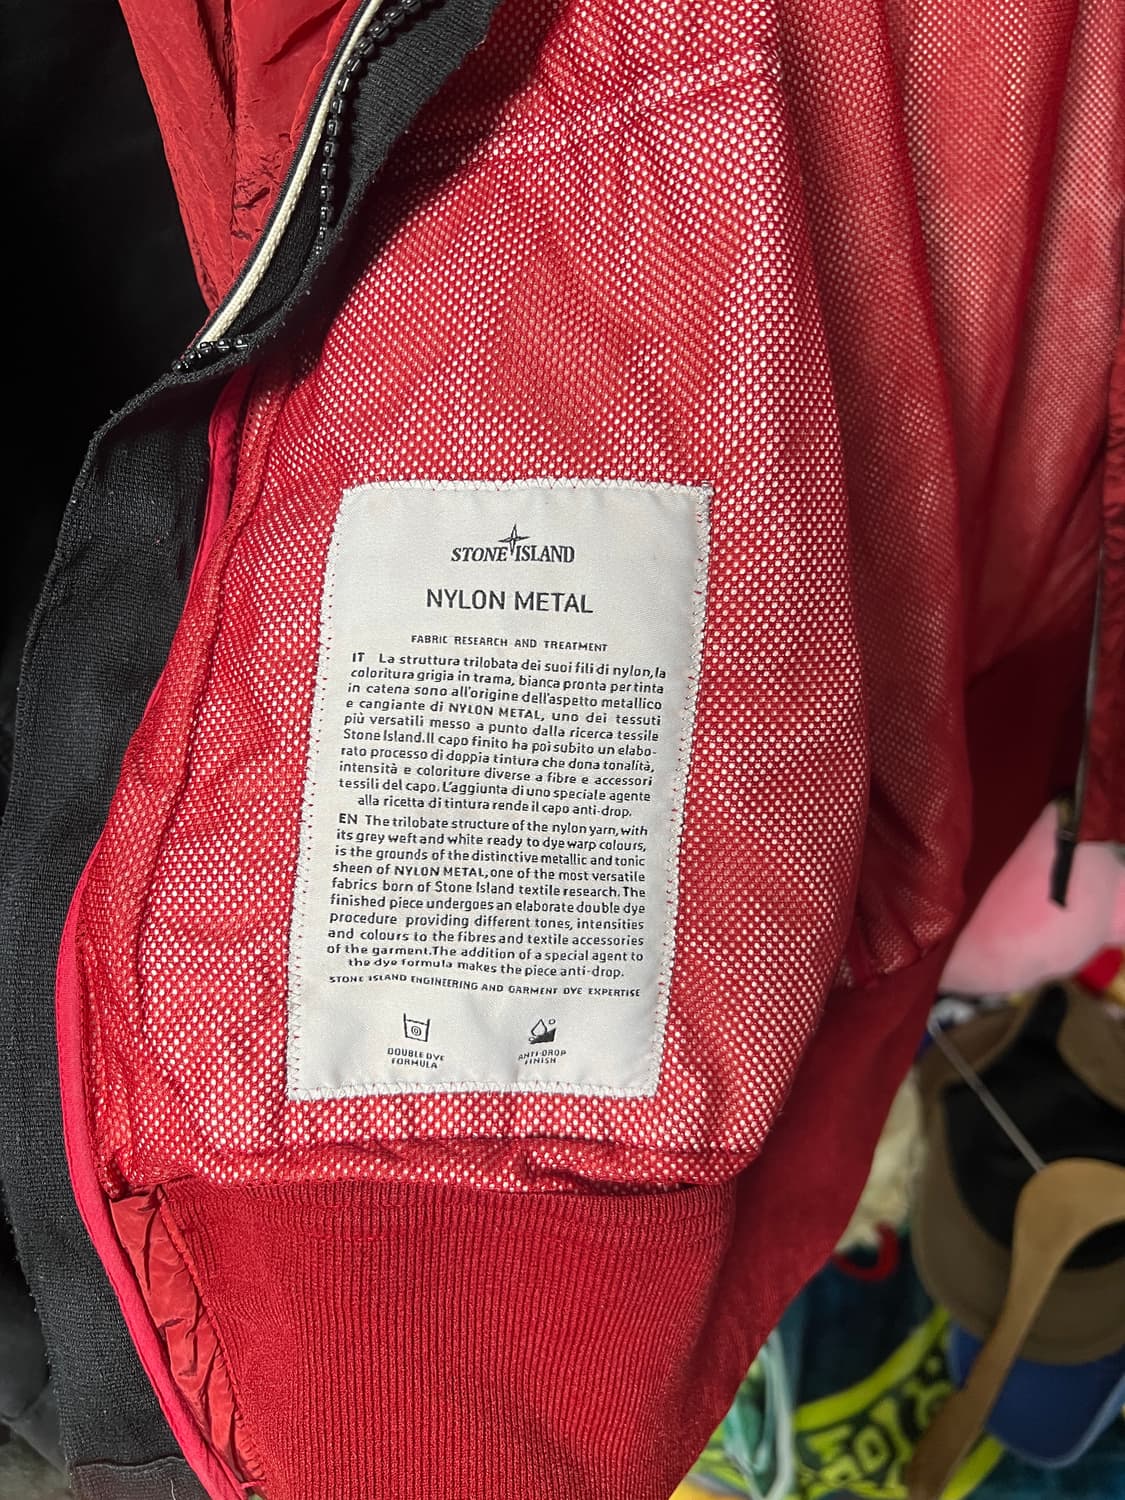 STONE ISLAND
NYLON METAL
FABRIC RESEARCH AND TREATMENT
IT La struttura trilobata dei suoi fili di nylon, la
coloritura grigia in trama, bianca pronta per tinta
in catena sono all'origine dell'aspetto metallico
e cangiante di NYLON METAL, uno dei tessuti
più versatili messo a punto dalla ricerca tessile
Stone Island. Il capo finito ha poi subito un elabo-
rato processo di doppia tintura che dona tonalità,
intensità e coloriture diverse a fibre e accessori
tessili del capo. L'aggiunta di uno speciale agente
alla ricetta di tintura rende il capo anti-drop.
EN The trilobate structure of the nylon yarn, with
its grey weft and white ready to dye warp colours,
is the grounds of the distinctive metallic and tonic
sheen of NYLON METAL, one of the most versatile
fabrics born of Stone Island textile research. The
finished piece undergoes an elaborate double dye
procedure providing different tones, intensities
and colours to the fibres and textile accessories
of the garment. The addition of a special agent to
the dye formula makes the piece anti-drop.
STONE ISLAND ENGINEERING AND GARMENT DYE EXPERTISE
DOUBLE DYE
FORMULA
ANTI-DROP
FINISH